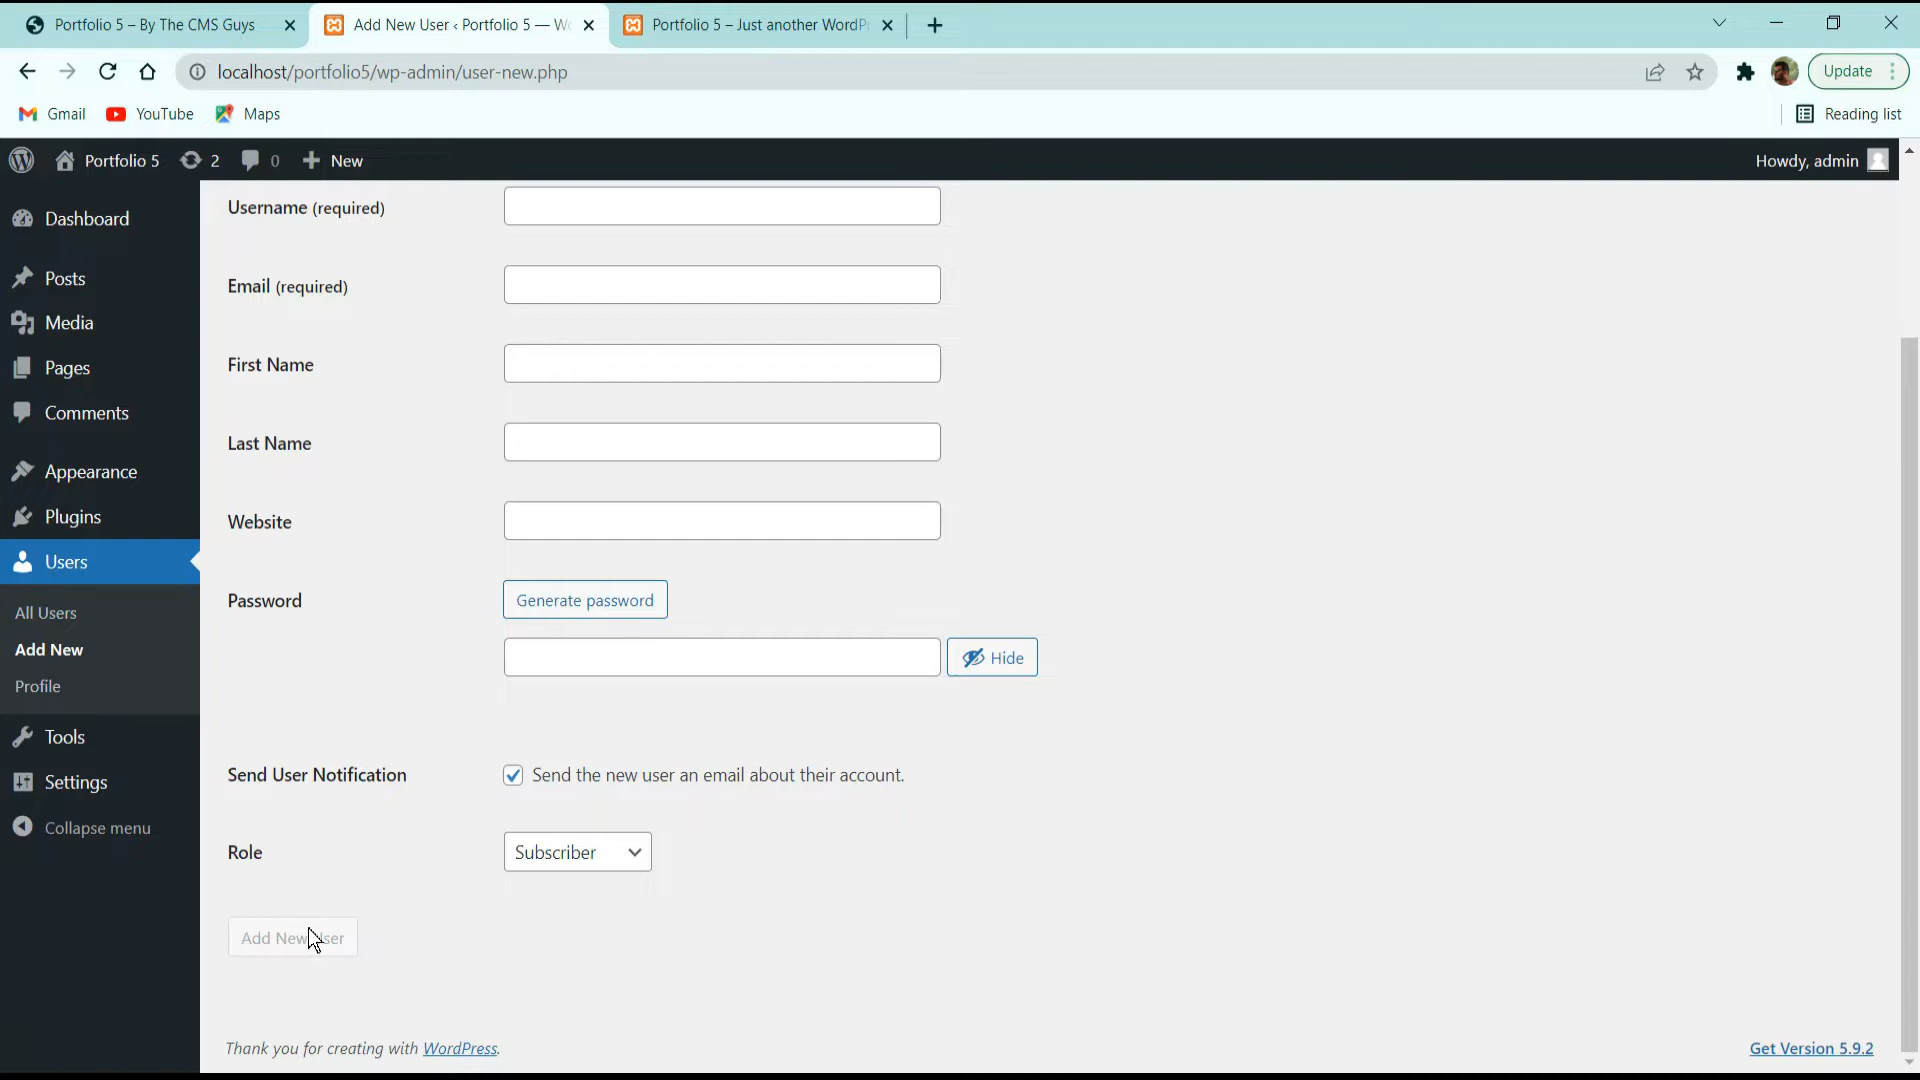 Portfolio 5 – By The CMS Guys
Add New User ‹ Portfolio 5 — Wo
Portfolio 5 – Just another WordPr
localhost/portfolio5/wp-admin/user-new.php
Update
Gmail
YouTube
Maps
Reading list
Portfolio 5
2
0
New
Howdy, admin
Dashboard
Posts
Media
Pages
Comments
Appearance
Plugins
Users
All Users
Add New
Profile
Tools
Settings
Collapse menu
Username (required)
Email (required)
First Name
Last Name
Website
Password
Generate password
Hide
Send User Notification
Send the new user an email about their account.
Role
Subscriber
Add New User
Thank you for creating with WordPress.
Get Version 5.9.2